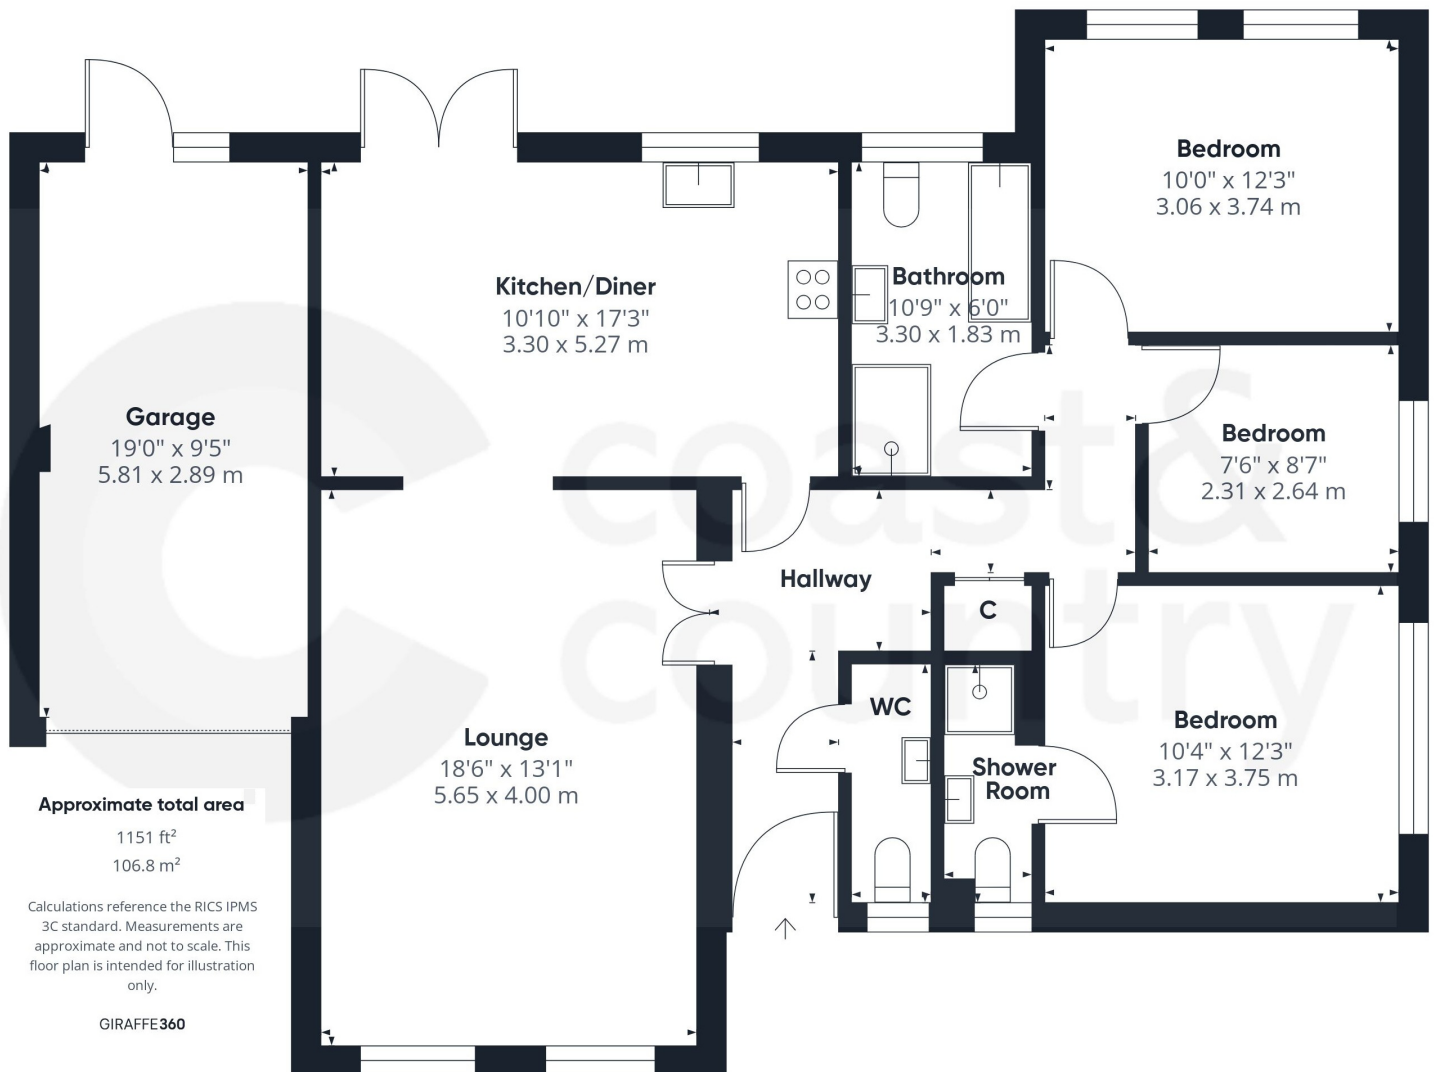 Bedroom
10'0" x 12'3"
3.06 x 3.74 m
Kitchen/Diner
10'10" x 17'3"
3.30 x 5.27 m
Bathroom
10'9" x 6'0"
3.30 x 1.83 m
Garage
19'0" x 9'5"
5.81 x 2.89 m
Bedroom
7'6" x 8'7"
2.31 x 2.64 m
Hallway
C
WC
Lounge
18'6" x 13'1"
5.65 x 4.00 m
Shower
Room
Bedroom
10'4" x 12'3"
3.17 x 3.75 m
coast &
country
Approximate total area
1151 ft²
106.8 m²
Calculations reference the RICS IPMS
3C standard. Measurements are
approximate and not to scale. This
floor plan is intended for illustration
only.
GIRAFFE360